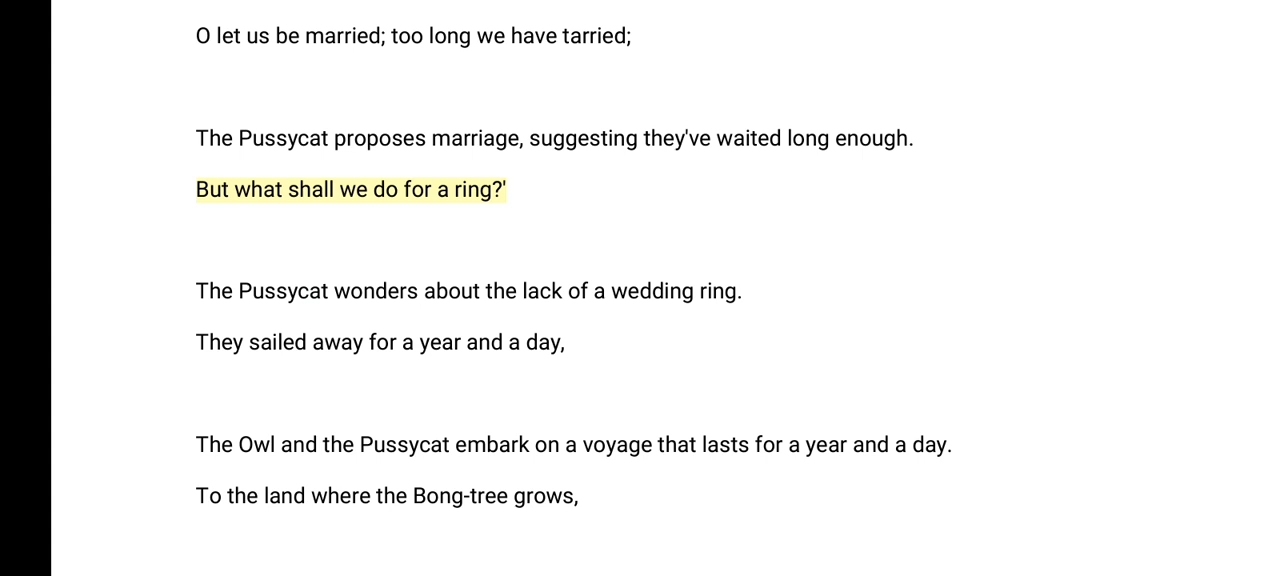 O let us be married; too long we have tarried;
The Pussycat proposes marriage, suggesting they've waited long enough.
But what shall we do for a ring?'
The Pussycat wonders about the lack of a wedding ring.
They sailed away for a year and a day,
The Owl and the Pussycat embark on a voyage that lasts for a year and a day.
To the land where the Bong-tree grows,